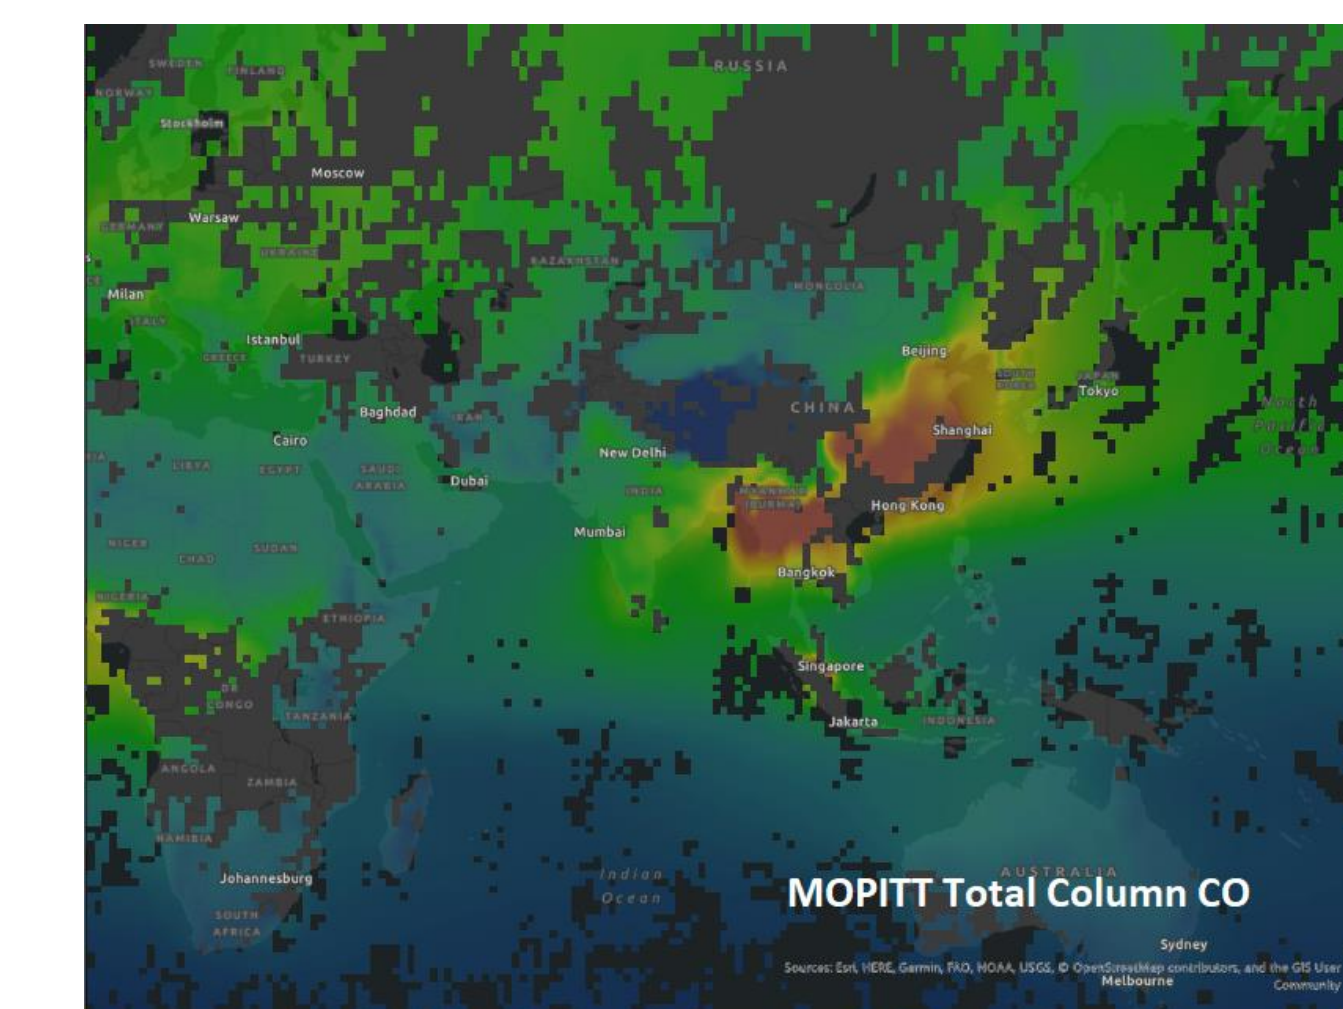 SWEDEN
FINLAND
RUSSIA
NORWAY
Stockholm
Moscow
Warsaw
GERMANY
UKRAINE
KAZAKHSTAN
s
CE
Milan
MONGOLIA
ITALY
Istanbul
GREECE
TURKEY
Beijing
SOUTH
KOREA
JAPAN
Tokyo
Baghdad
IRAN
CHINA
North
Pacific
Ocean
Cairo
Shanghai
New Delhi
LIBYA
EGYPT
SAUDI
ARABIA
Dubai
INDIA
MYANMAR
(BURMA)
Hong Kong
Mumbai
NIGER
CHAD
SUDAN
Bangkok
NIGERIA
ETHIOPIA
Singapore
DR
CONGO
TANZANIA
Jakarta
INDONESIA
ANGOLA
ZAMBIA
NAMIBIA
Johannesburg
Indian
Ocean
AUSTRALIA
MOPITT Total Column CO
SOUTH
AFRICA
Sydney
Sources: Esri, HERE, Garmin, FAO, NOAA, USGS, © OpenStreetMap contributors, and the GIS User
Community
Melbourne